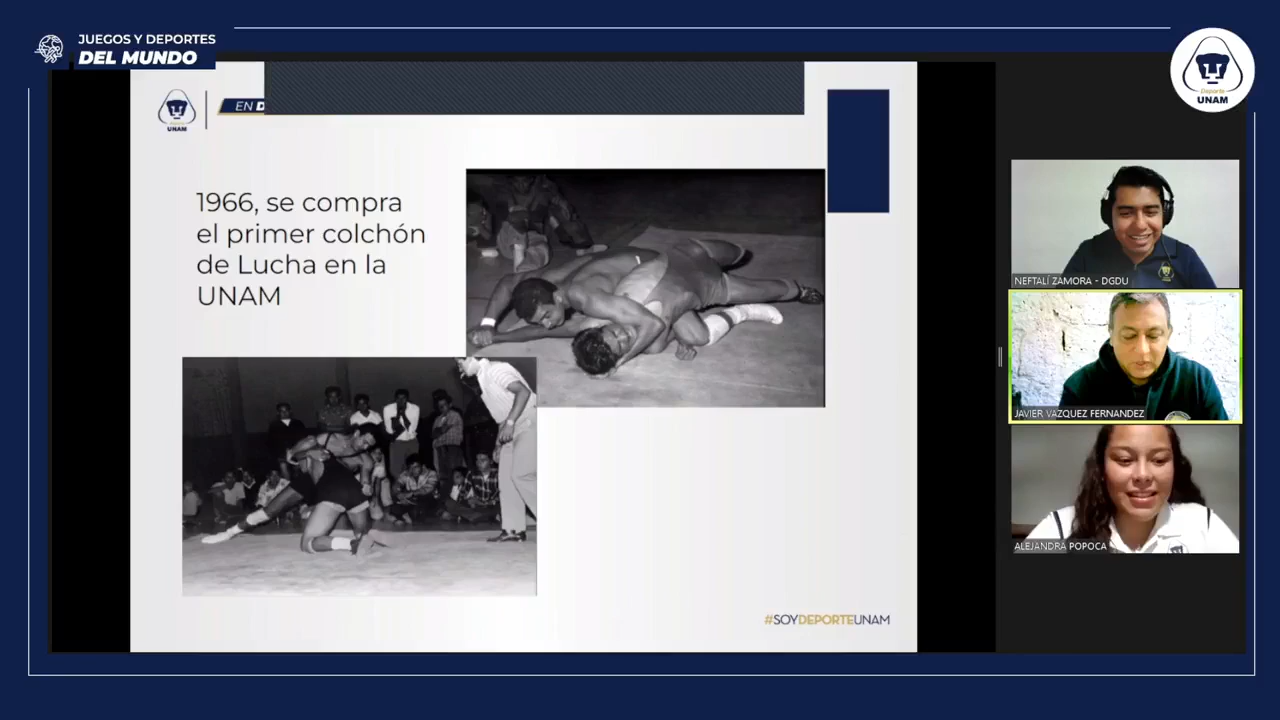 JUEGOS Y DEPORTES
DEL MUNDO
Deporte
UNAM
UNAM
EN D
1966, se compra
el primer colchón
de Lucha en la
UNAM
#SOYDEPORTEUNAM
NEFTALÍ ZAMORA - DGDU
JAVIER VAZQUEZ FERNANDEZ
ALEJANDRA POPOCA